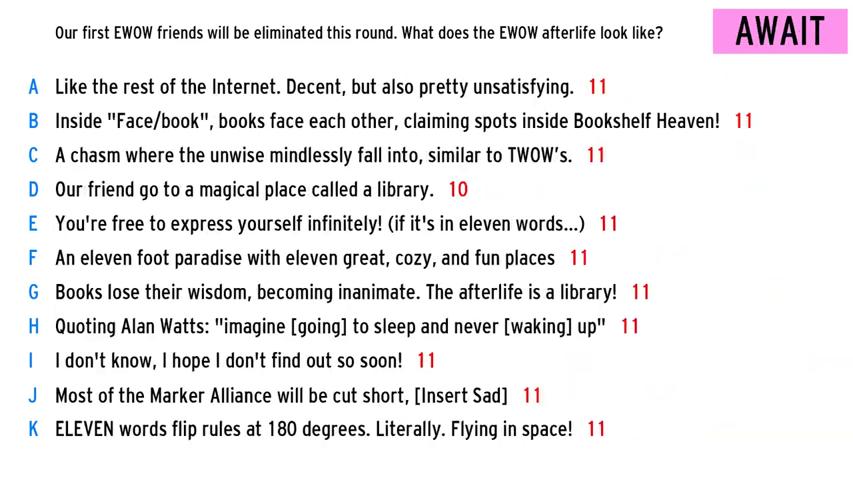 Our first EWOW friends will be eliminated this round. What does the EWOW afterlife look like?
AWAIT
A Like the rest of the Internet. Decent, but also pretty unsatisfying. 11
B Inside "Face/book", books face each other, claiming spots inside Bookshelf Heaven! 11
C A chasm where the unwise mindlessly fall into, similar to TWOW's. 11
D Our friend go to a magical place called a library. 10
E You're free to express yourself infinitely! (if it's in eleven words...) 11
F An eleven foot paradise with eleven great, cozy, and fun places 11
G Books lose their wisdom, becoming inanimate. The afterlife is a library! 11
H Quoting Alan Watts: "imagine [going] to sleep and never [waking] up" 11
I I don't know, I hope I don't find out so soon! 11
J Most of the Marker Alliance will be cut short, [Insert Sad] 11
K ELEVEN words flip rules at 180 degrees. Literally. Flying in space! 11